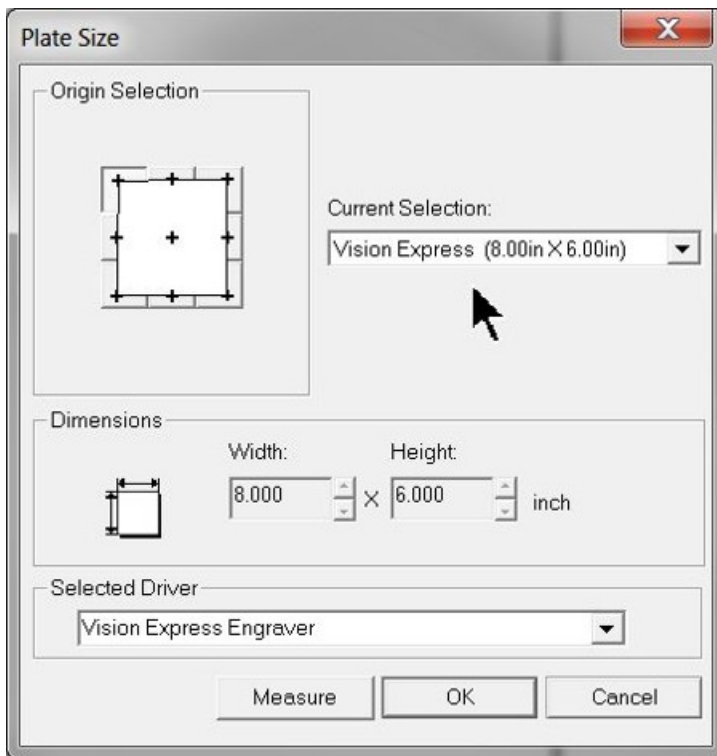 Plate Size
Origin Selection
Current Selection:
Vision Express (8.00in X 6.00in)
Dimensions
Width:
Height:
8.000
X
6.000
inch
Selected Driver
Vision Express Engraver
Measure
OK
Cancel